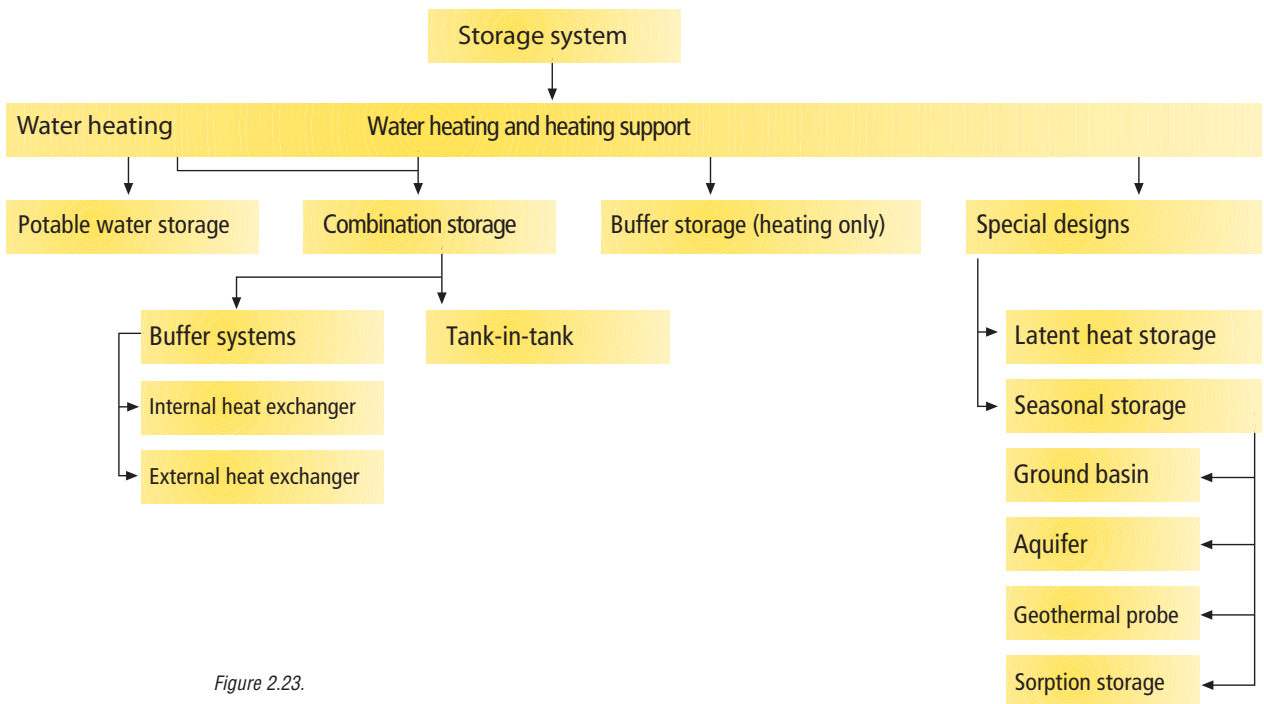 Storage system
Water heating
Water heating and heating support
Potable water storage
Combination storage
Buffer storage (heating only)
Special designs
Buffer systems
Tank-in-tank
Internal heat exchanger
External heat exchanger
Latent heat storage
Seasonal storage
Ground basin
Aquifer
Geothermal probe
Sorption storage
Figure 2.23.